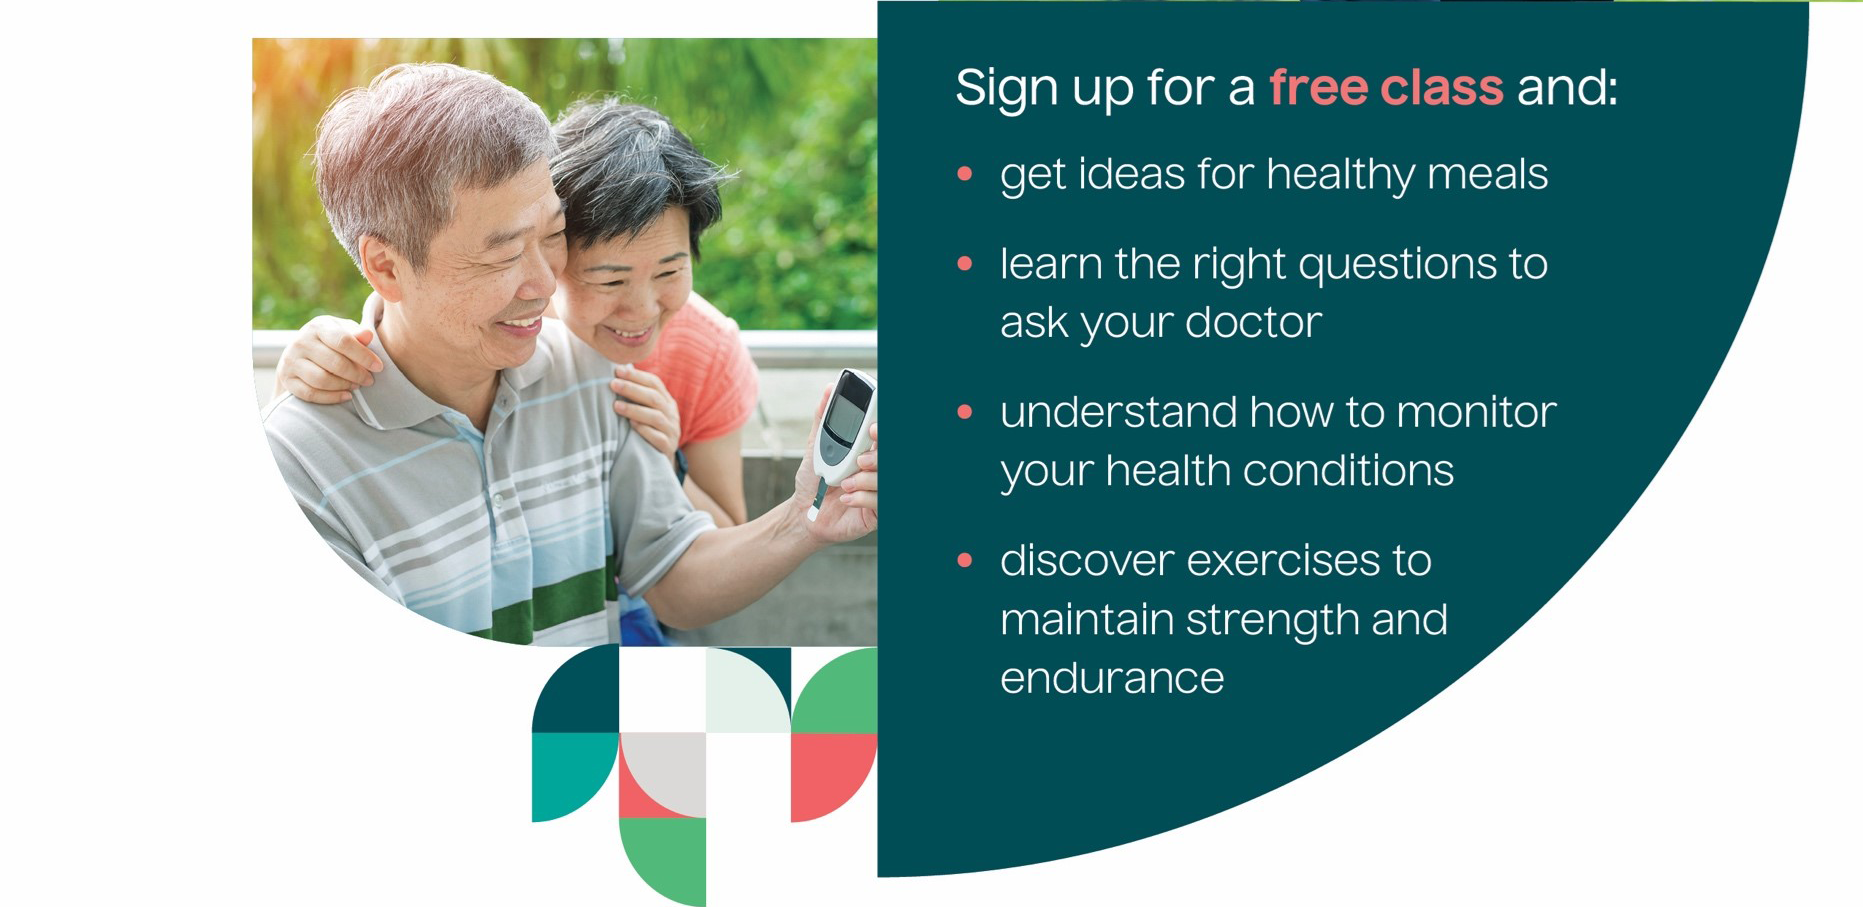 Sign up for a free class and:
• get ideas for healthy meals
• learn the right questions to
ask your doctor
• understand how to monitor
your health conditions
• discover exercises to
maintain strength and
endurance